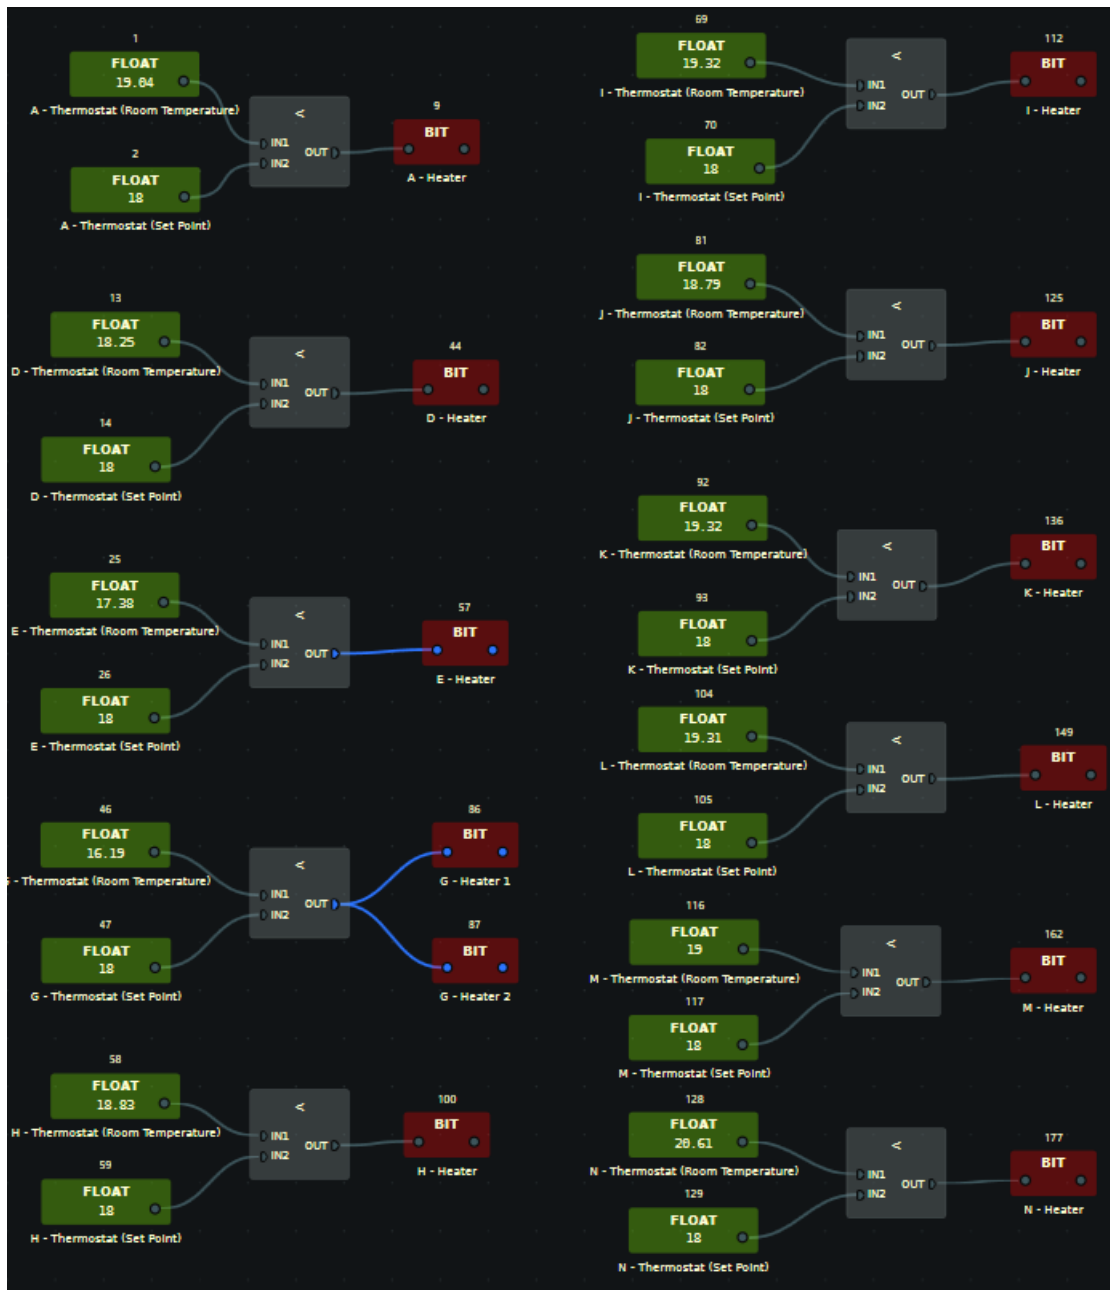 1
FLOAT
19.04
A - Thermostat (Room Temperature)
2
FLOAT
18
A - Thermostat (Set Point)
<
IN1
IN2
OUT
9
BIT
A - Heater
13
FLOAT
18.25
D - Thermostat (Room Temperature)
14
FLOAT
18
D - Thermostat (Set Point)
<
IN1
IN2
OUT
44
BIT
D - Heater
25
FLOAT
17.38
E - Thermostat (Room Temperature)
26
FLOAT
18
E - Thermostat (Set Point)
<
IN1
IN2
OUT
57
BIT
E - Heater
46
FLOAT
16.19
G - Thermostat (Room Temperature)
47
FLOAT
18
G - Thermostat (Set Point)
<
IN1
IN2
OUT
86
BIT
G - Heater 1
87
BIT
G - Heater 2
58
FLOAT
18.83
H - Thermostat (Room Temperature)
59
FLOAT
18
H - Thermostat (Set Point)
<
IN1
IN2
OUT
100
BIT
H - Heater
69
FLOAT
19.32
I - Thermostat (Room Temperature)
70
FLOAT
18
I - Thermostat (Set Point)
<
IN1
IN2
OUT
112
BIT
I - Heater
81
FLOAT
18.79
J - Thermostat (Room Temperature)
82
FLOAT
18
J - Thermostat (Set Point)
<
IN1
IN2
OUT
125
BIT
J - Heater
92
FLOAT
19.32
K - Thermostat (Room Temperature)
93
FLOAT
18
K - Thermostat (Set Point)
<
IN1
IN2
OUT
136
BIT
K - Heater
104
FLOAT
19.31
L - Thermostat (Room Temperature)
105
FLOAT
18
L - Thermostat (Set Point)
<
IN1
IN2
OUT
149
BIT
L - Heater
116
FLOAT
19
M - Thermostat (Room Temperature)
117
FLOAT
18
M - Thermostat (Set Point)
<
IN1
IN2
OUT
162
BIT
M - Heater
128
FLOAT
20.61
N - Thermostat (Room Temperature)
129
FLOAT
18
N - Thermostat (Set Point)
<
IN1
IN2
OUT
177
BIT
N - Heater